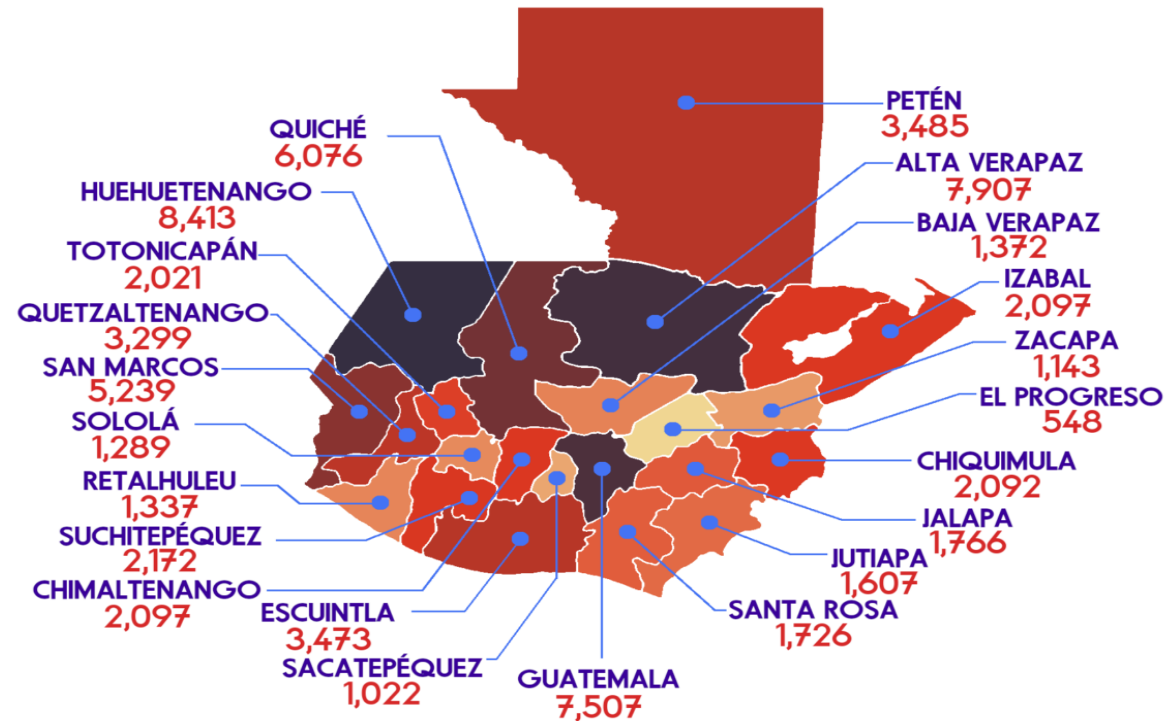 PETÉN
3,485
QUICHÉ
6,076
ALTA VERAPAZ
7,907
HUEHUETENANGO
8,413
BAJA VERAPAZ
1,372
TOTONICAPÁN
2,021
IZABAL
2,097
QUETZALTENANGO
3,299
ZACAPA
1,143
SAN MARCOS
5,239
EL PROGRESO
548
SOLOLÁ
1,289
CHIQUIMULA
2,092
RETALHULEU
1,337
JALAPA
1,766
SUCHITEPÉQUEZ
2,172
JUTIAPA
1,607
CHIMALTENANGO
2,097
SANTA ROSA
1,726
ESCUINTLA
3,473
SACATEPÉQUEZ
1,022
GUATEMALA
7,507